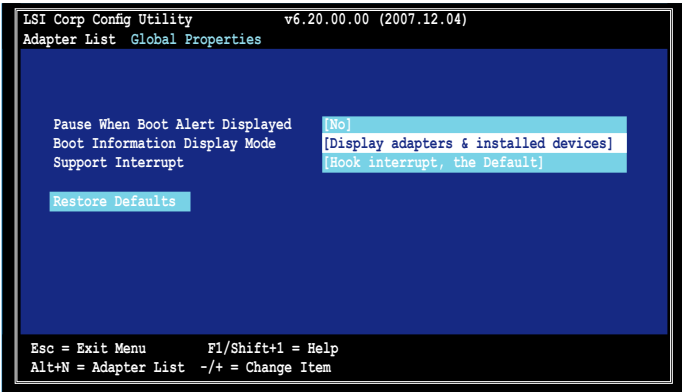 LSI Corp Config Utility v6.20.00.00 (2007.12.04)
Adapter List Global Properties
Pause When Boot Alert Displayed [No]
Boot Information Display Mode [Display adapters & installed devices]
Support Interrupt [Hook interrupt, the Default]
Restore Defaults
Esc = Exit Menu F1/Shift+1 = Help
Alt+N = Adapter List -/+ = Change Item